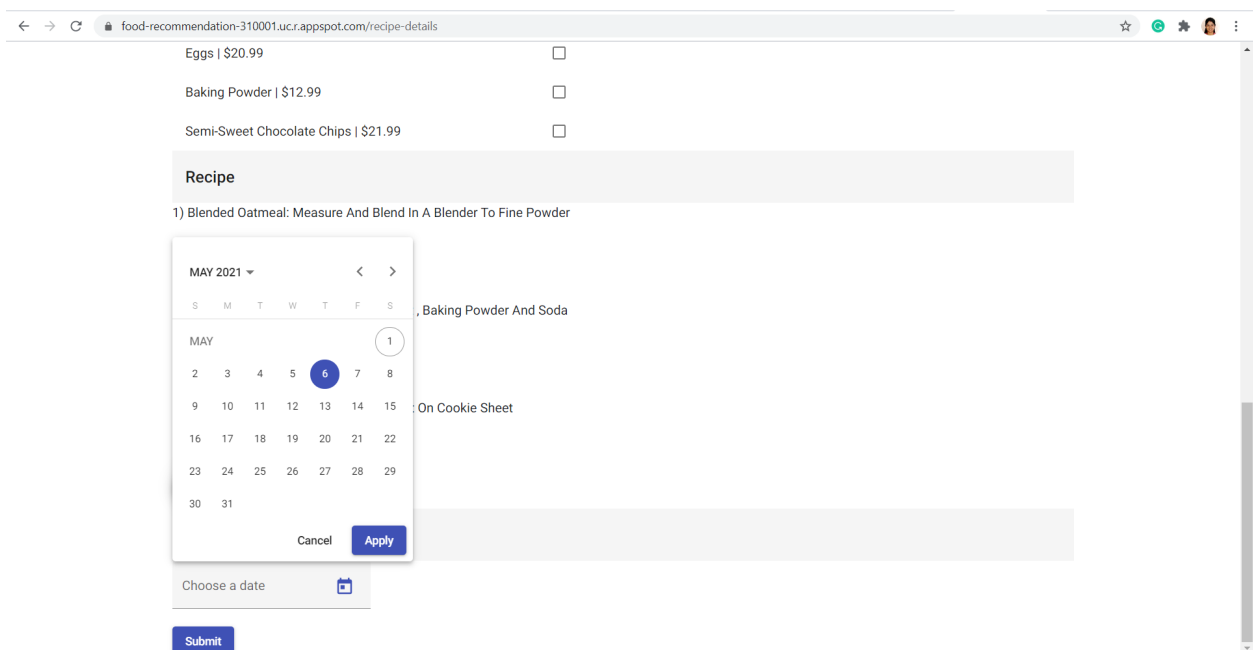 food-recommendation-310001.uc.r.appspot.com/recipe-details
Eggs | $20.99
Baking Powder | $12.99
Semi-Sweet Chocolate Chips | $21.99
Recipe
1) Blended Oatmeal: Measure And Blend In A Blender To Fine Powder
MAY 2021
S M T W T F S
, Baking Powder And Soda
MAY 1
2 3 4 5 6 7 8
9 10 11 12 13 14 15
On Cookie Sheet
16 17 18 19 20 21 22
23 24 25 26 27 28 29
30 31
Cancel Apply
Choose a date
Submit